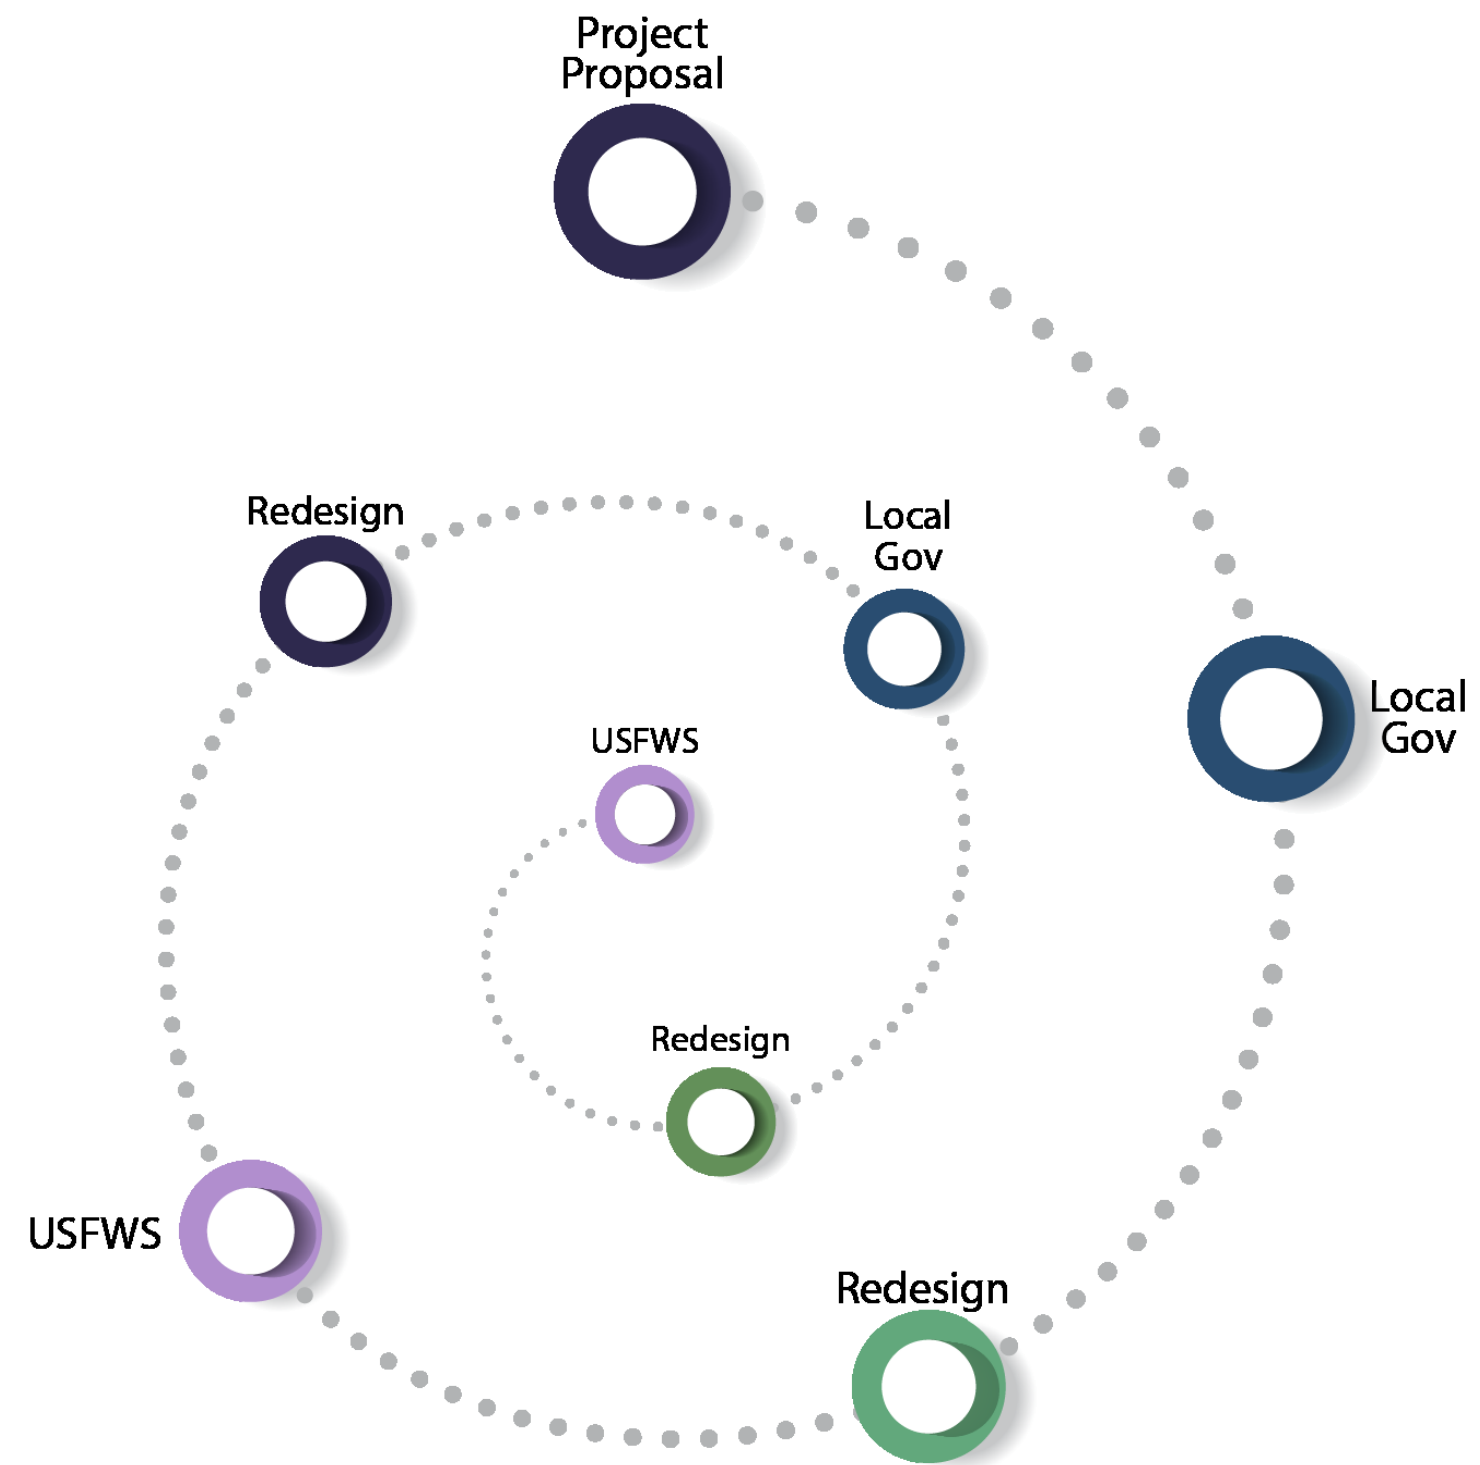 Project
Proposal
Redesign
Local
Gov
Local
Gov
USFWS
Redesign
USFWS
Redesign